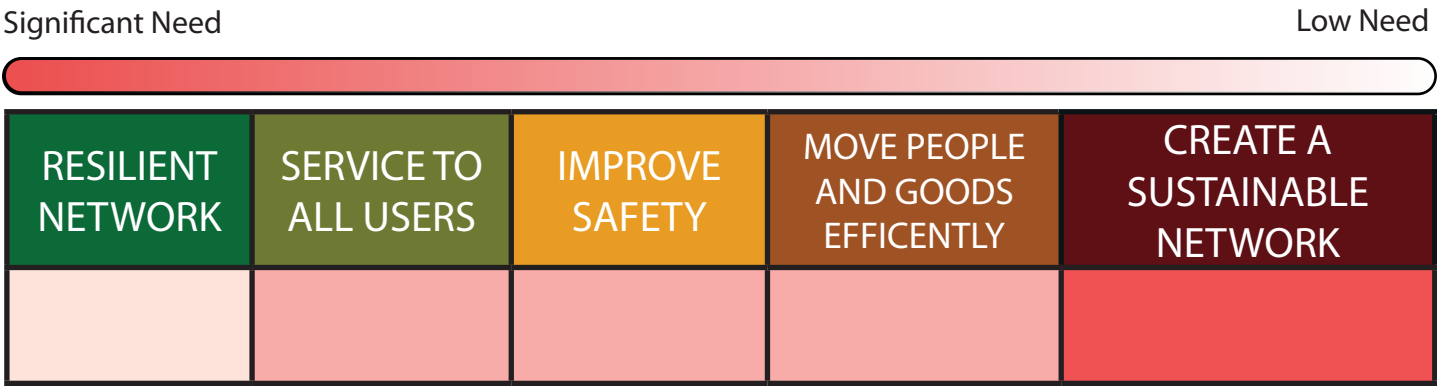 Significant Need
Low Need
RESILIENT
NETWORK
SERVICE TO
ALL USERS
IMPROVE
SAFETY
MOVE PEOPLE
AND GOODS
EFFICENTLY
CREATE A
SUSTAINABLE
NETWORK